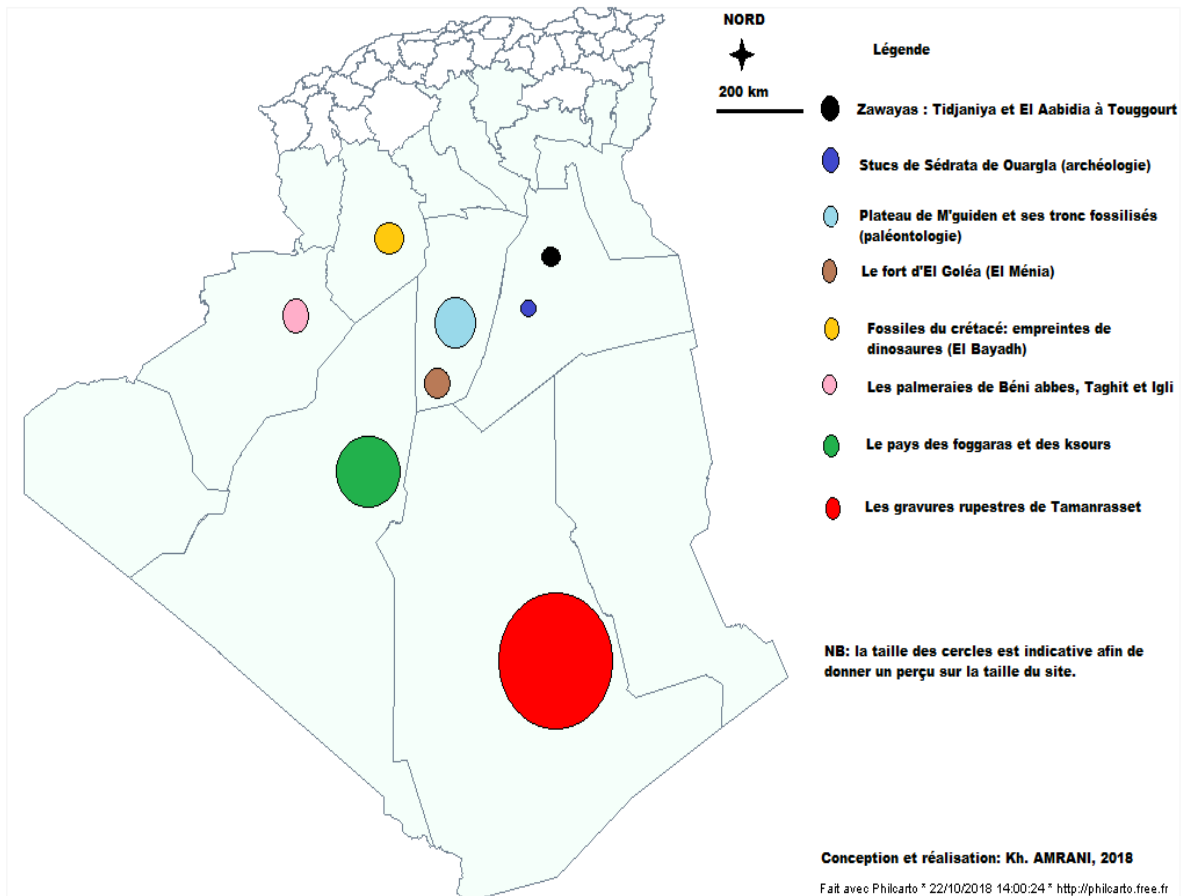 NORD
200 km
Légende
Zawayas : Tidjaniya et El Aabidia à Touggourt
Stucs de Sédrata de Ouargla (archéologie)
Plateau de M'guiden et ses tronc fossilisés
(paléontologie)
Le fort d'El Goléa (El Ménia)
Fossiles du crétacé: empreintes de
dinosaures (El Bayadh)
Les palmeraies de Béni abbes, Taghit et Igli
Le pays des foggaras et des ksours
Les gravures rupestres de Tamanrasset
NB: la taille des cercles est indicative afin de
donner un perçu sur la taille du site.
Conception et réalisation: Kh. AMRANI, 2018
Fait avec Philcarto * 22/10/2018 14:00:24 * http://philcarto.free.fr